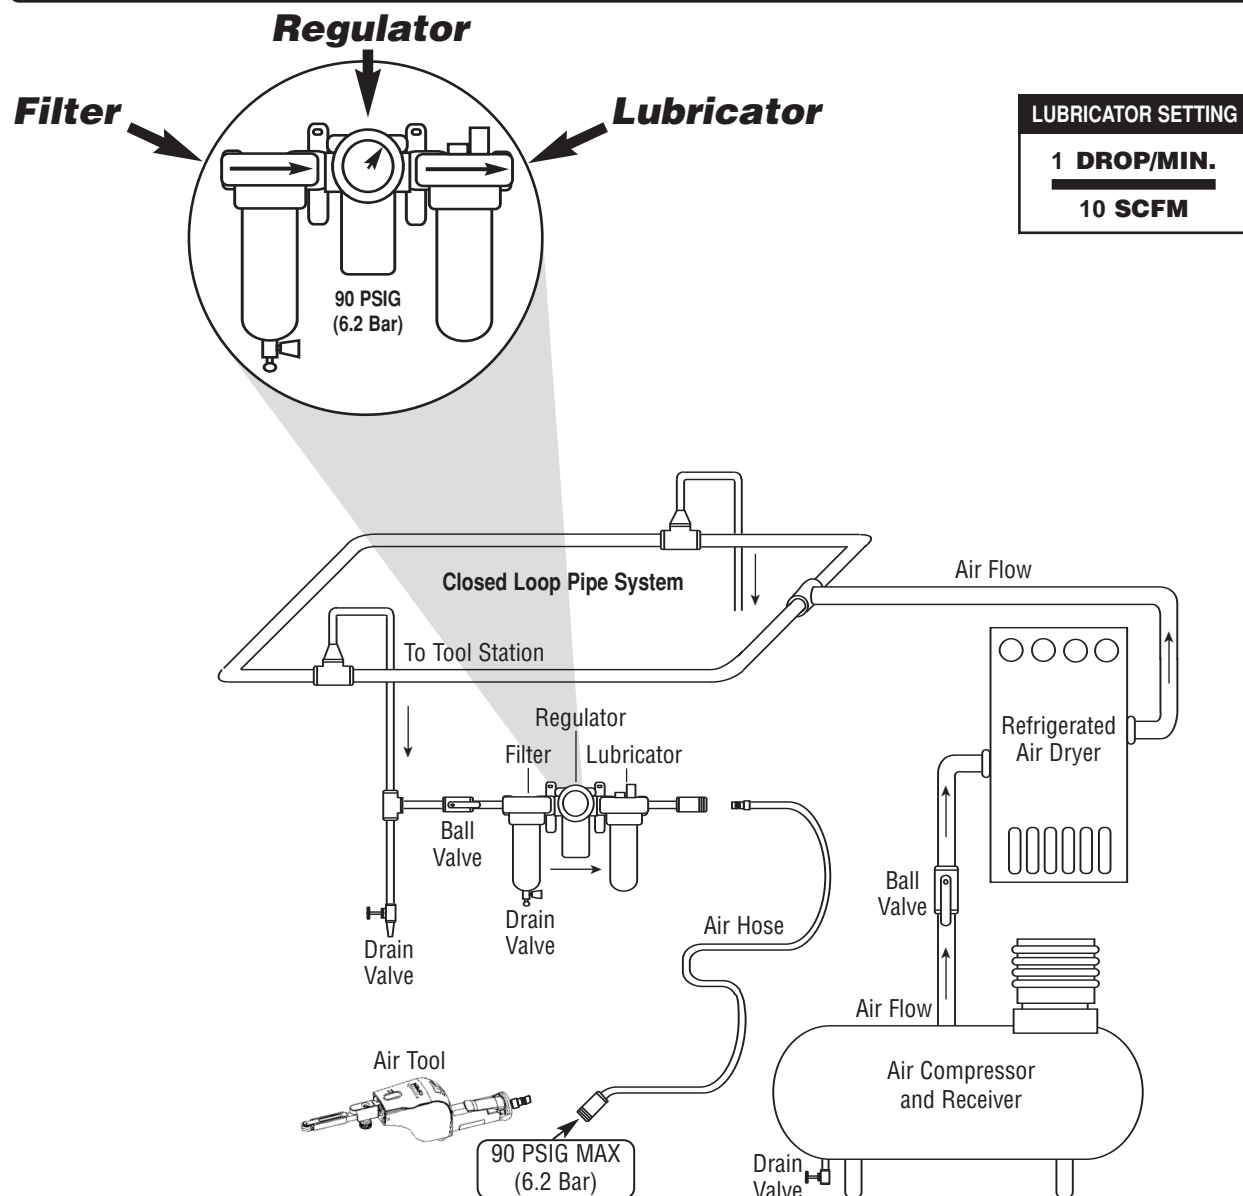 Regulator
Filter
Lubricator
LUBRICATOR SETTING
1 DROP/MIN.
10 SCFM
90 PSIG
(6.2 Bar)
Closed Loop Pipe System
Air Flow
To Tool Station
Refrigerated
Air Dryer
Regulator
Filter
Lubricator
Ball
Valve
Drain
Valve
Drain
Valve
Air Hose
Ball
Valve
Air Flow
Air Compressor
and Receiver
Air Tool
90 PSIG MAX
(6.2 Bar)
Drain
Valve